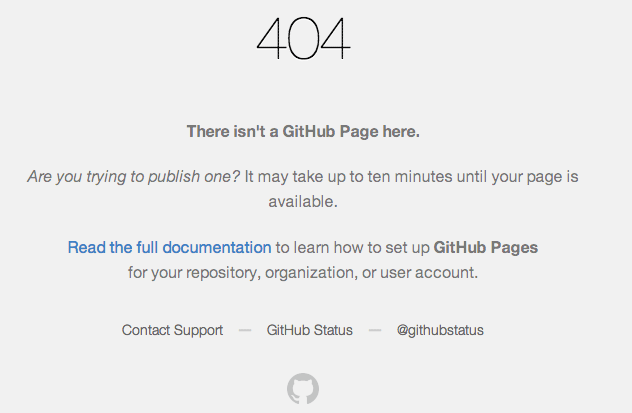 404
There isn't a GitHub Page here.
Are you trying to publish one? It may take up to ten minutes until your page is
available.
Read the full documentation to learn how to set up GitHub Pages
for your repository, organization, or user account.
Contact Support — GitHub Status — @githubstatus